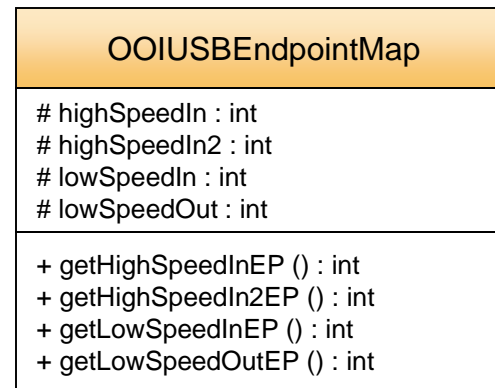 OOIUSBEndpointMap
# highSpeedIn : int
# highSpeedIn2 : int
# lowSpeedIn : int
# lowSpeedOut : int
+ getHighSpeedInEP () : int
+ getHighSpeedIn2EP () : int
+ getLowSpeedInEP () : int
+ getLowSpeedOutEP () : int